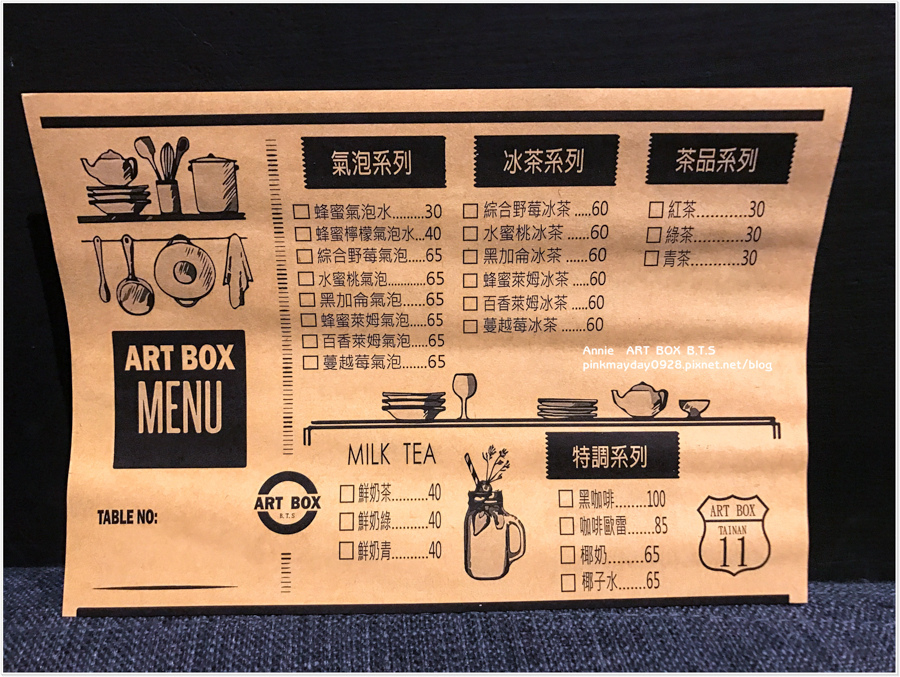 ART BOX
MENU
TABLE NO:
ART BOX
B.T.S
氣泡系列
蜂蜜氣泡水.........30
蜂蜜檸檬氣泡水...40
綜合野莓氣泡.....65
水蜜桃氣泡.......65
黑加侖氣泡......65
蜂蜜萊姆氣泡....65
百香萊姆氣泡.....65
蔓越莓氣泡......65
冰茶系列
綜合野莓冰茶 .....60
水蜜桃冰茶 ......60
黑加侖冰茶 ......60
蜂蜜萊姆冰茶 ....60
百香萊姆冰茶 ....60
蔓越莓冰茶 .......60
茶品系列
紅茶............30
綠茶............30
青茶............30
Annie ART BOX B.T.S
pinkmayday0928.pixnet.net/blog
MILK TEA
鮮奶茶..........40
鮮奶綠..........40
鮮奶青..........40
特調系列
黑咖啡........100
咖啡歐蕾.......85
椰奶.........65
椰子水.......65
ART BOX
TAINAN
11